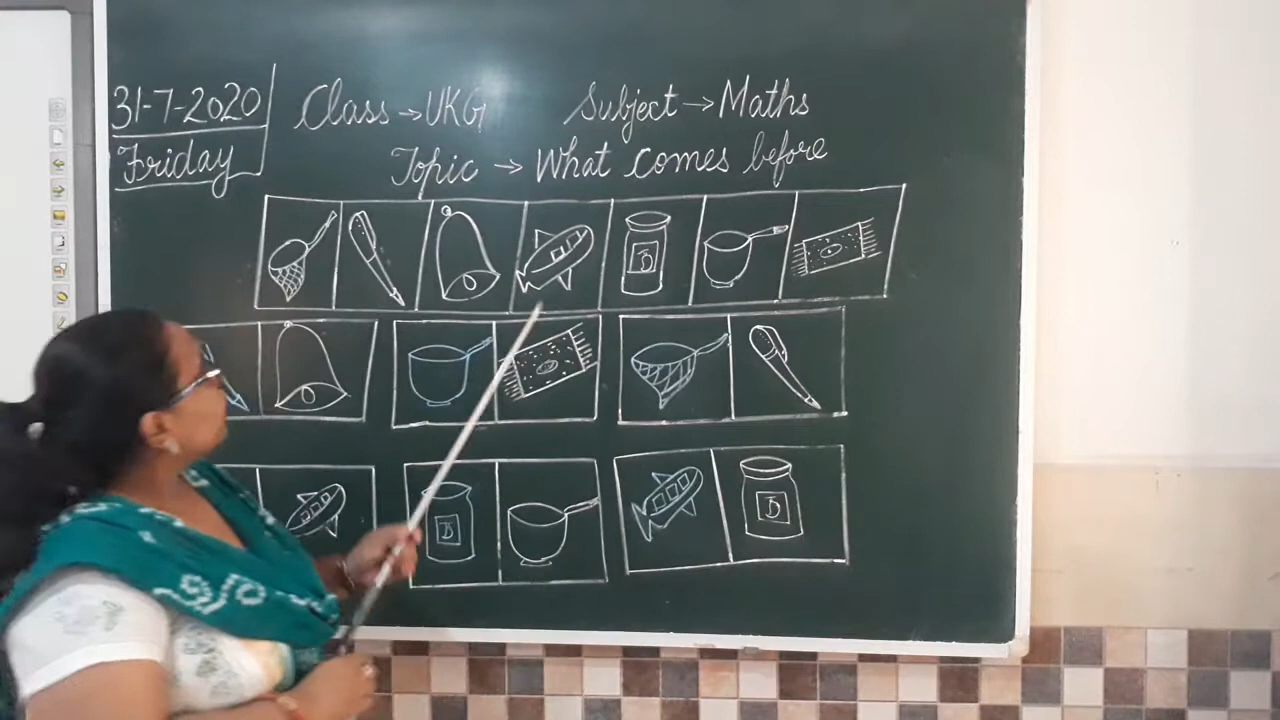 31-7-2020 Class → UKG Subject → Maths
Friday Topic → What comes before